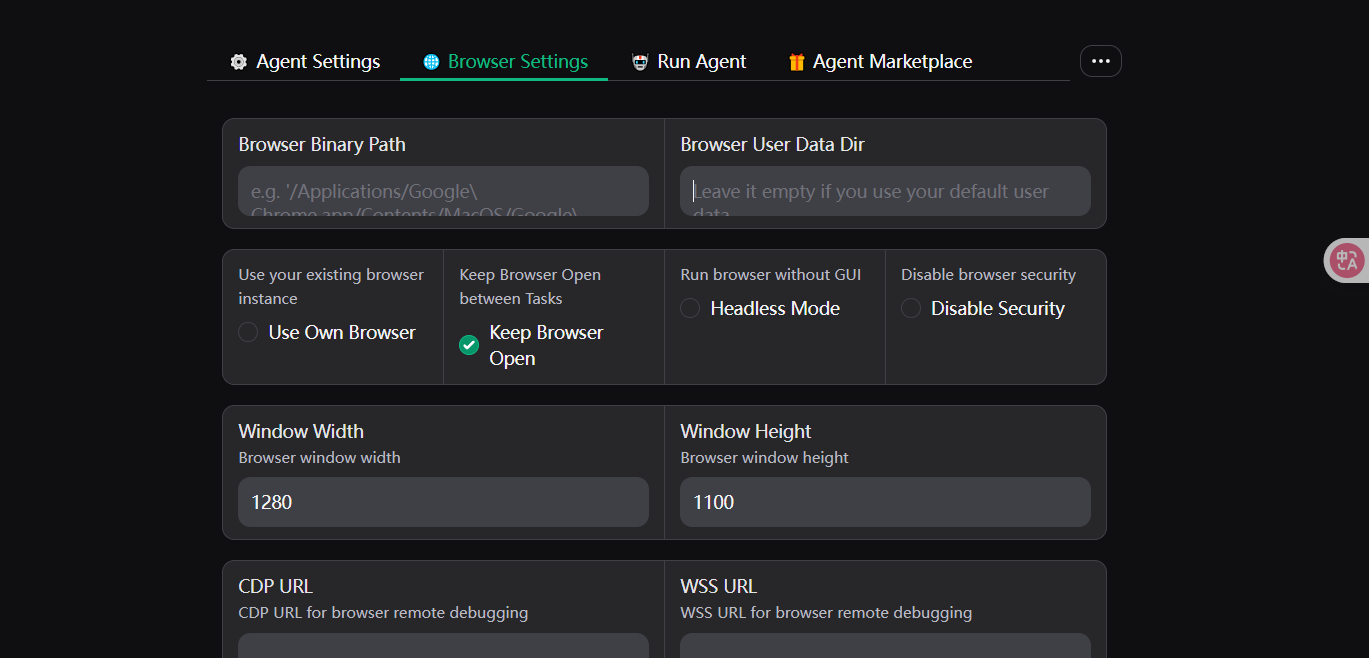 Agent Settings
Browser Settings
Run Agent
Agent Marketplace
Browser Binary Path
Browser User Data Dir
e.g. '/Applications/Google\
Chrome.app/Contents/MacOS/Google\
Leave it empty if you use your default user
data
Use your existing browser
instance
Use Own Browser
Keep Browser Open
between Tasks
Keep Browser
Open
Run browser without GUI
Headless Mode
Disable browser security
Disable Security
中A
Window Width
Browser window width
1280
Window Height
Browser window height
1100
CDP URL
CDP URL for browser remote debugging
WSS URL
WSS URL for browser remote debugging